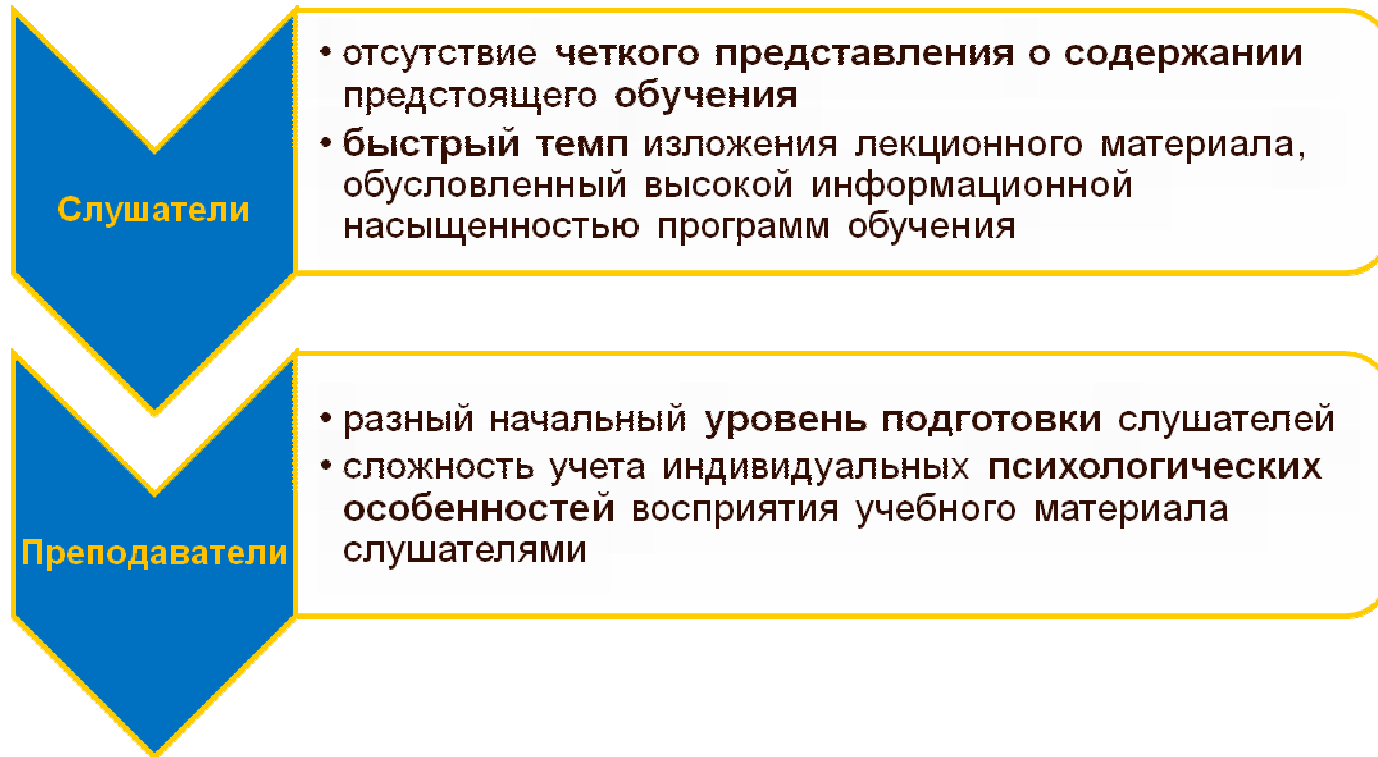 Слушатели
• отсутствие четкого представления о содержании
предстоящего обучения
• быстрый темп изложения лекционного материала,
обусловленный высокой информационной
насыщенностью программ обучения
Преподаватели
• разный начальный уровень подготовки слушателей
• сложность учета индивидуальных психологических
особенностей восприятия учебного материала
слушателями